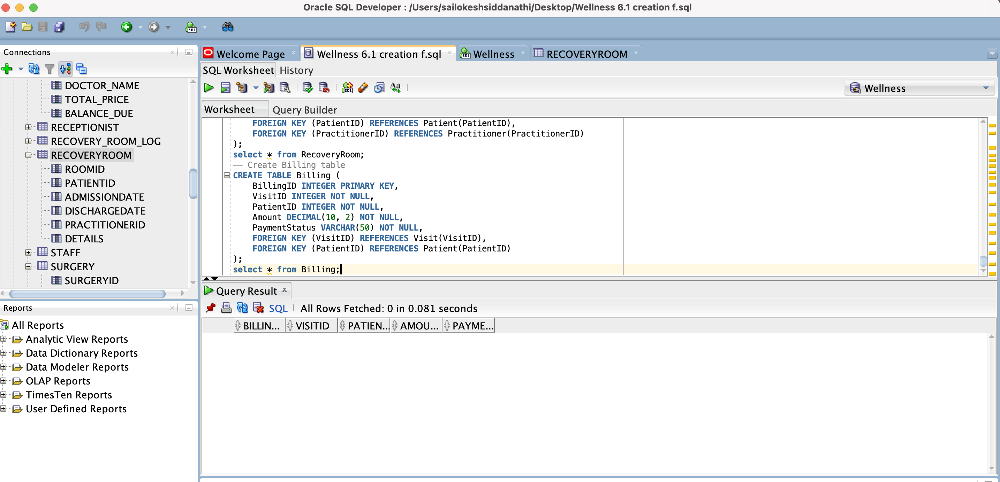 Oracle SQL Developer : /Users/sailokeshsiddanathi/Desktop/Wellness 6.1 creation f.sql
Connections
DOCTOR_NAME
TOTAL_PRICE
BALANCE_DUE
RECEPTIONIST
RECOVERY_ROOM_LOG
RECOVERYROOM
ROOMID
PATIENTID
ADMISSIONDATE
DISCHARGEDATE
PRACTITIONERID
DETAILS
STAFF
SURGERY
SURGERYID
Reports
All Reports
Analytic View Reports
Data Dictionary Reports
Data Modeler Reports
OLAP Reports
TimesTen Reports
User Defined Reports
Welcome Page Wellness 6.1 creation f.sql Wellness RECOVERYROOM
SQL Worksheet History
Wellness
Worksheet Query Builder
FOREIGN KEY (PatientID) REFERENCES Patient(PatientID),
FOREIGN KEY (PractitionerID) REFERENCES Practitioner(PractitionerID)
);
select * from RecoveryRoom;
-- Create Billing table
CREATE TABLE Billing (
BillingID INTEGER PRIMARY KEY,
VisitID INTEGER NOT NULL,
PatientID INTEGER NOT NULL,
Amount DECIMAL(10, 2) NOT NULL,
PaymentStatus VARCHAR(50) NOT NULL,
FOREIGN KEY (VisitID) REFERENCES Visit(VisitID),
FOREIGN KEY (PatientID) REFERENCES Patient(PatientID)
);
select * from Billing;
Query Result
SQL All Rows Fetched: 0 in 0.081 seconds
BILLIN... VISITID PATIEN... AMOU... PAYME...